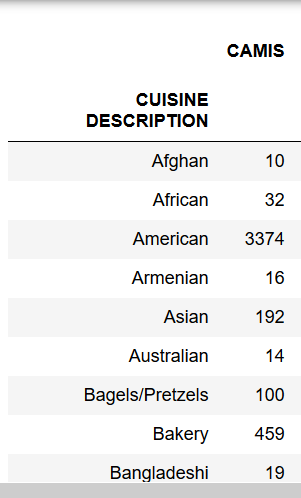 CAMIS
CUISINE
DESCRIPTION
Afghan 10
African 32
American 3374
Armenian 16
Asian 192
Australian 14
Bagels/Pretzels 100
Bakery 459
Bangladeshi 19